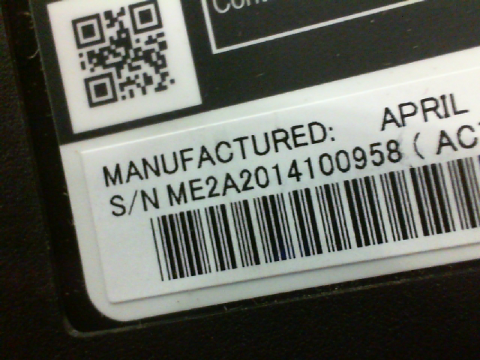 MANUFACTURED: APRIL
S/N ME2A2014100958 ( AC